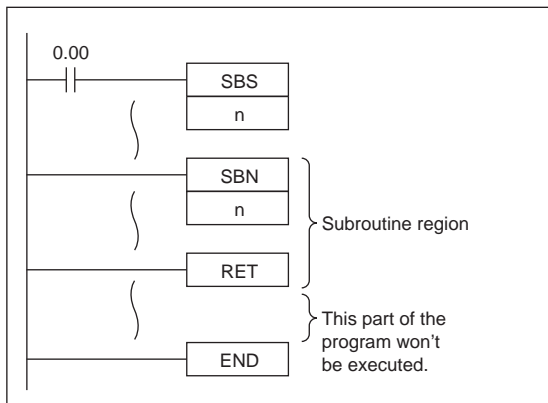 0.00
SBS
n
SBN
n
Subroutine region
RET
This part of the
program won't
be executed.
END